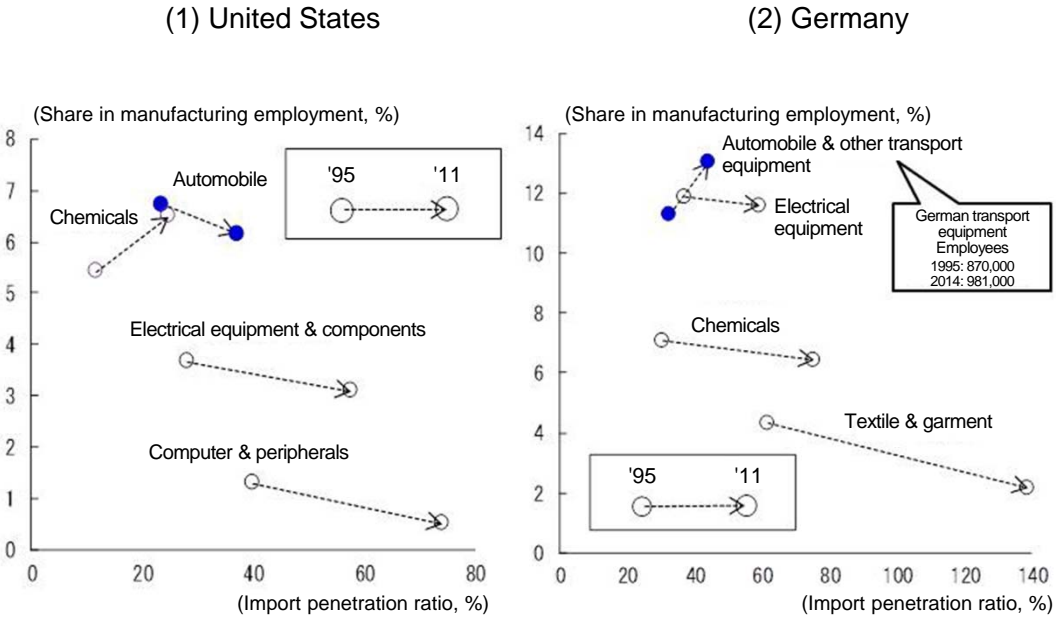 (1) United States
(2) Germany
(Share in manufacturing employment, %)
8
7
6
5
4
3
2
1
0
0
20
40
60
80
(Import penetration ratio, %)
Automobile
Chemicals
'95
'11
Electrical equipment & components
Computer & peripherals
(Share in manufacturing employment, %)
14
12
10
8
6
4
2
0
0
20
40
60
80
100
120
140
(Import penetration ratio, %)
Automobile & other transport
equipment
Electrical
equipment
German transport
equipment
Employees
1995: 870,000
2014: 981,000
Chemicals
Textile & garment
'95
'11